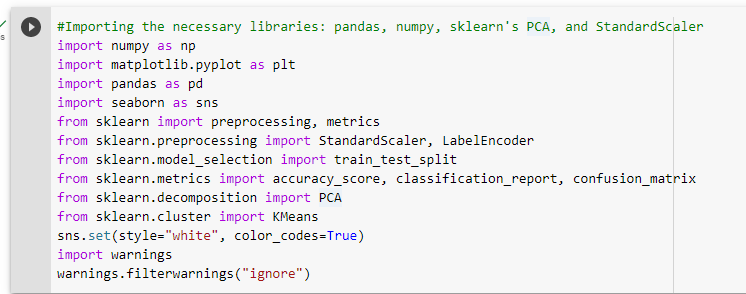 #Importing the necessary libraries: pandas, numpy, sklearn's PCA, and StandardScaler
import numpy as np
import matplotlib.pyplot as plt
import pandas as pd
import seaborn as sns
from sklearn import preprocessing, metrics
from sklearn.preprocessing import StandardScaler, LabelEncoder
from sklearn.model_selection import train_test_split
from sklearn.metrics import accuracy_score, classification_report, confusion_matrix
from sklearn.decomposition import PCA
from sklearn.cluster import KMeans
sns.set(style="white", color_codes=True)
import warnings
warnings.filterwarnings("ignore")